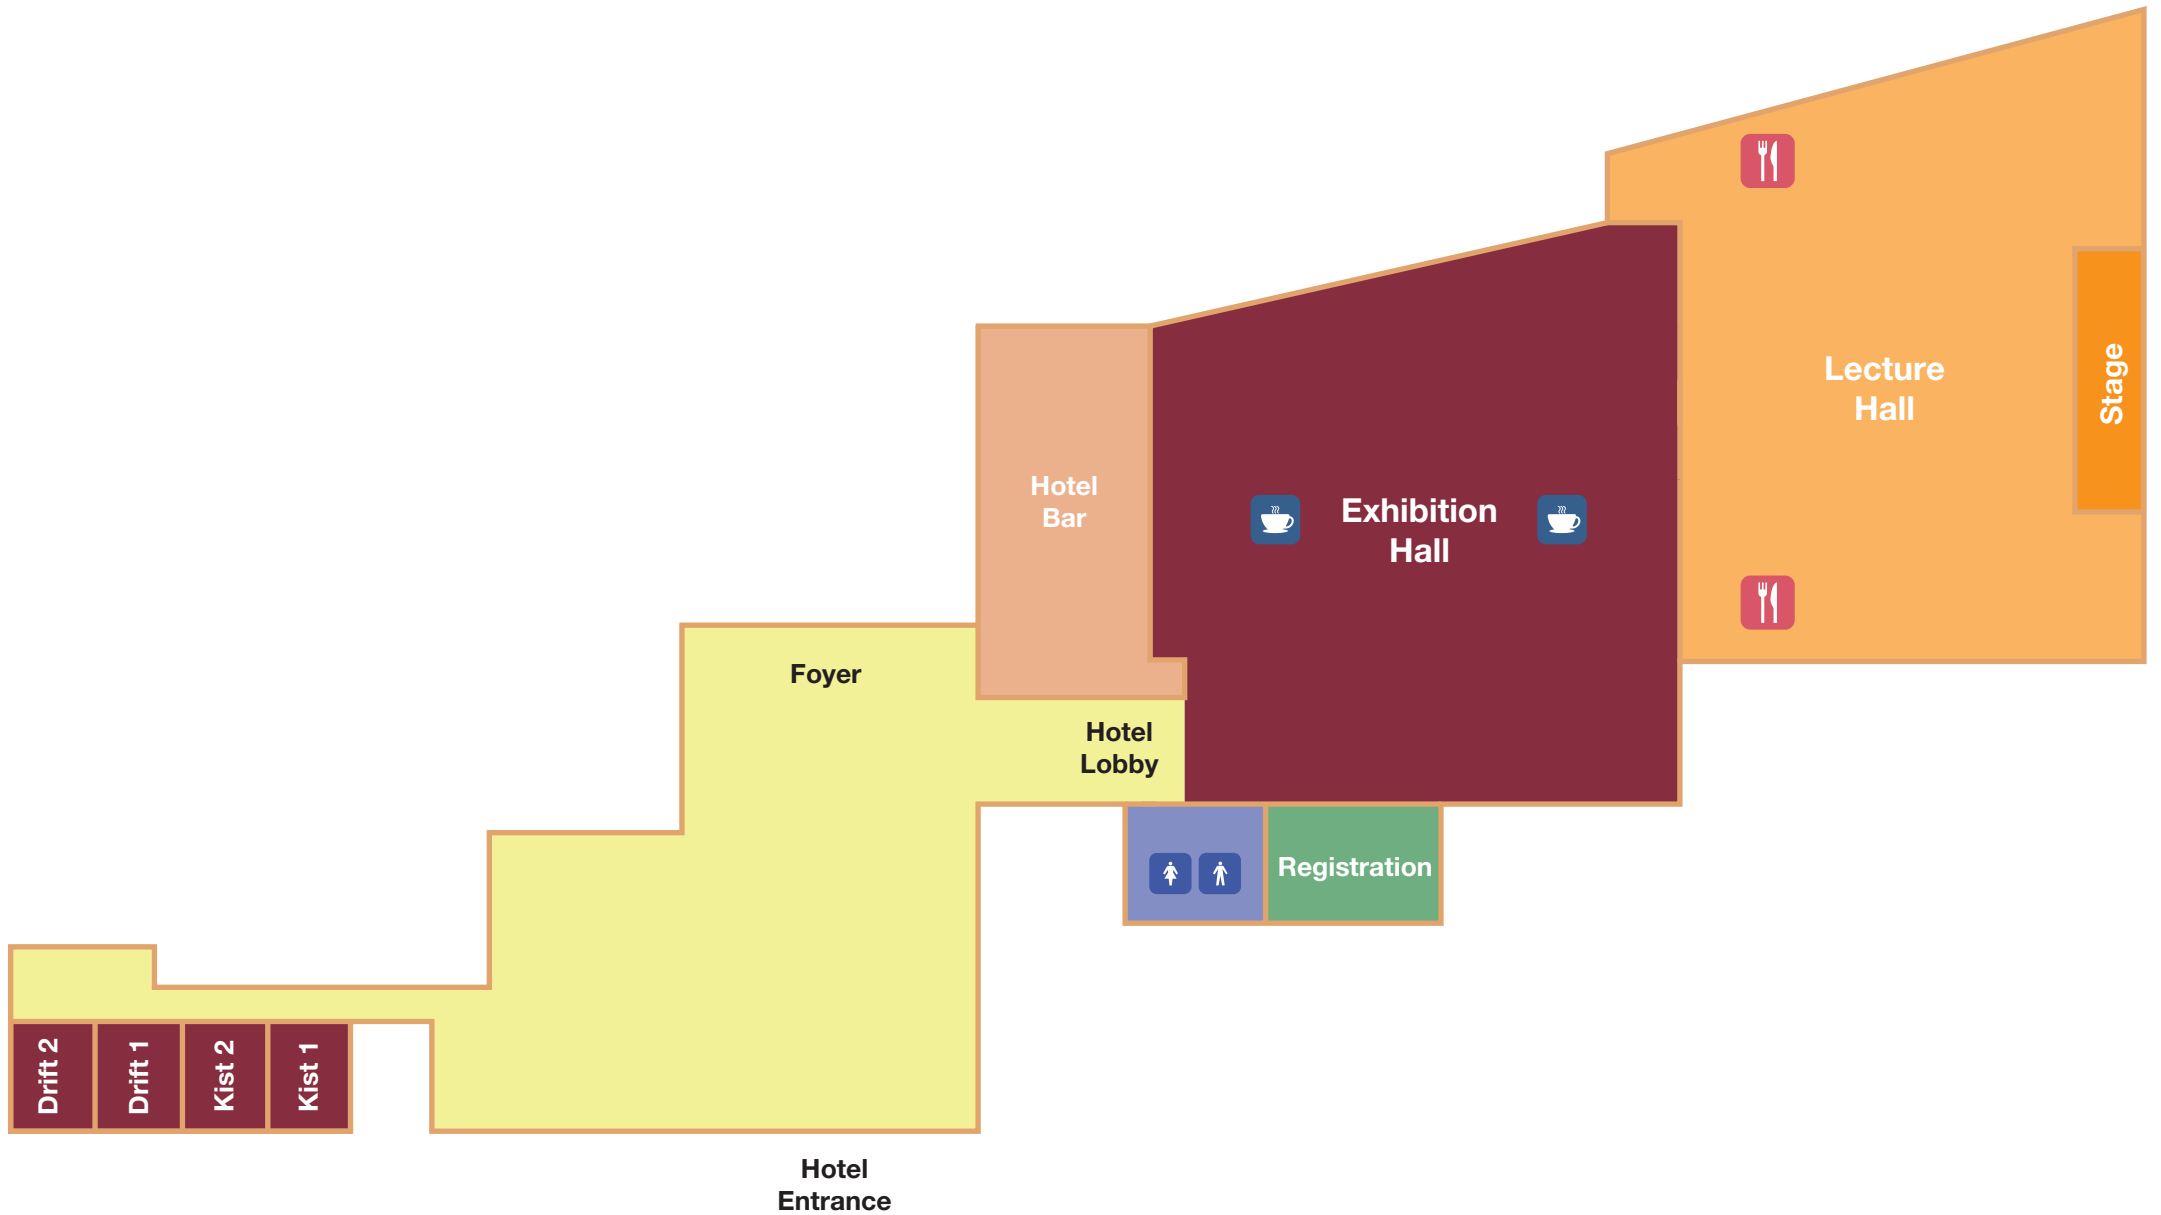 Lecture
Hall
Stage
Hotel
Bar
Exhibition
Hall
Foyer
Hotel
Lobby
Registration
Drift 2
Drift 1
Kist 2
Kist 1
Hotel
Entrance